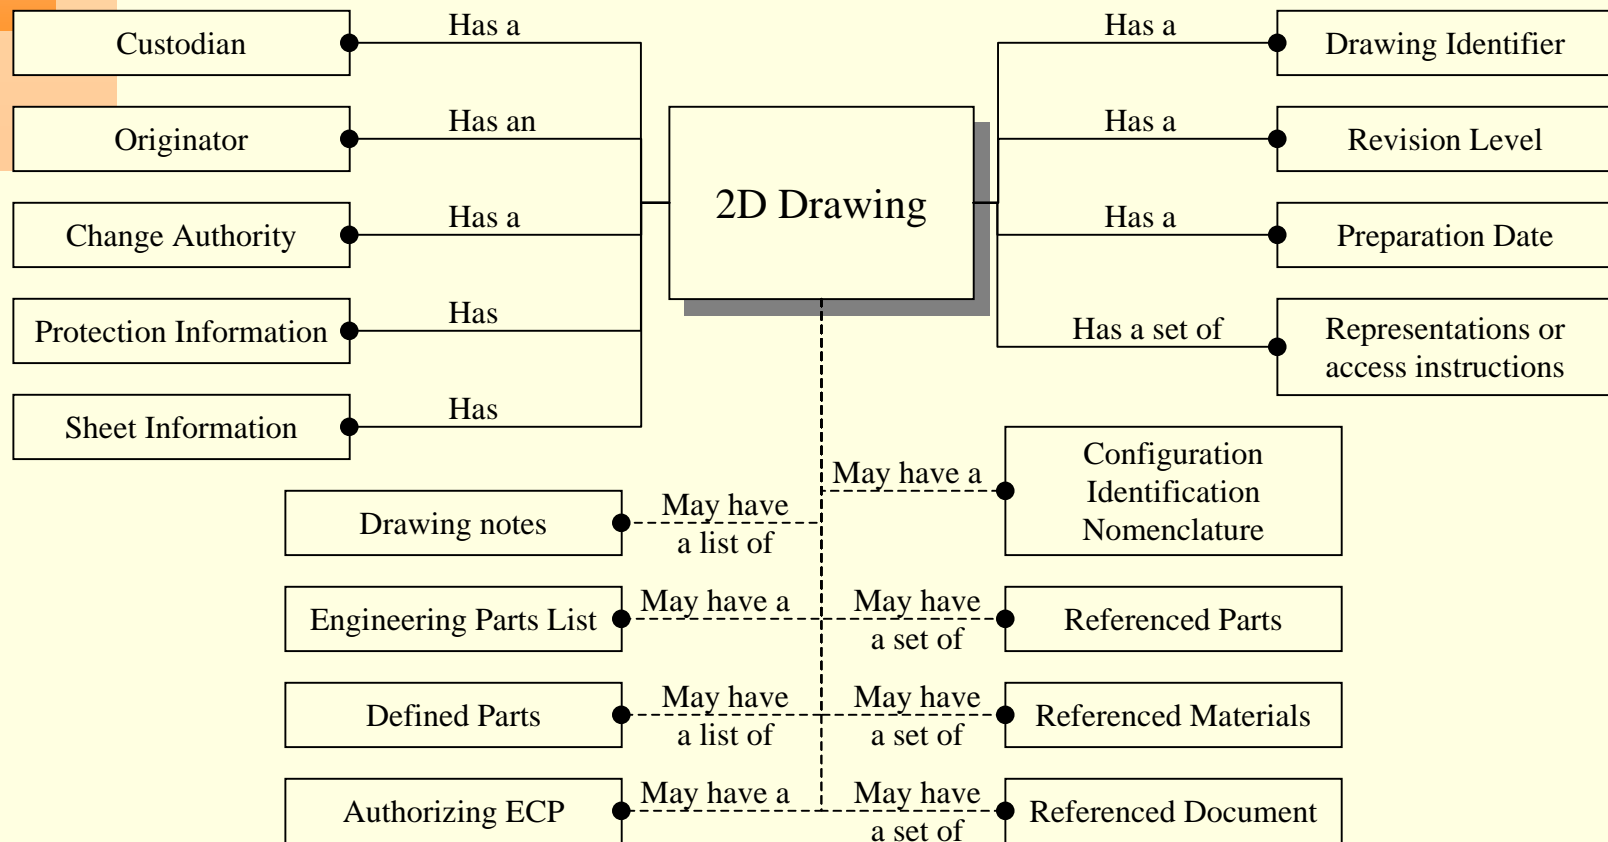 Custodian
Has a
Has a
Drawing Identifier
Originator
Has an
Has a
Revision Level
2D Drawing
Change Authority
Has a
Has a
Preparation Date
Protection Information
Has
Has a set of
Representations or
access instructions
Sheet Information
Has
May have a
Configuration
Identification
Nomenclature
Drawing notes
May have
a list of
Engineering Parts List
May have a
May have
a set of
Referenced Parts
Defined Parts
May have
a list of
May have
a set of
Referenced Materials
Authorizing ECP
May have a
May have
a set of
Referenced Document